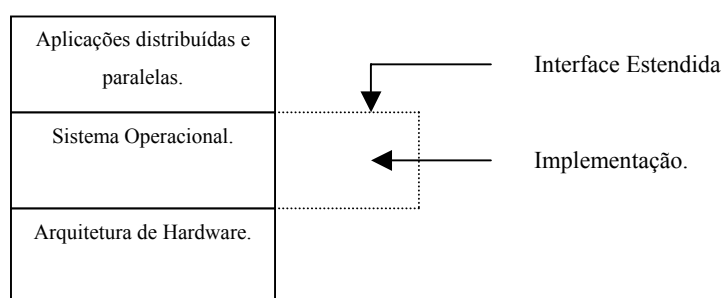 Aplicações distribuídas e
paralelas.
Interface Estendida
Sistema Operacional.
Implementação.
Arquitetura de Hardware.